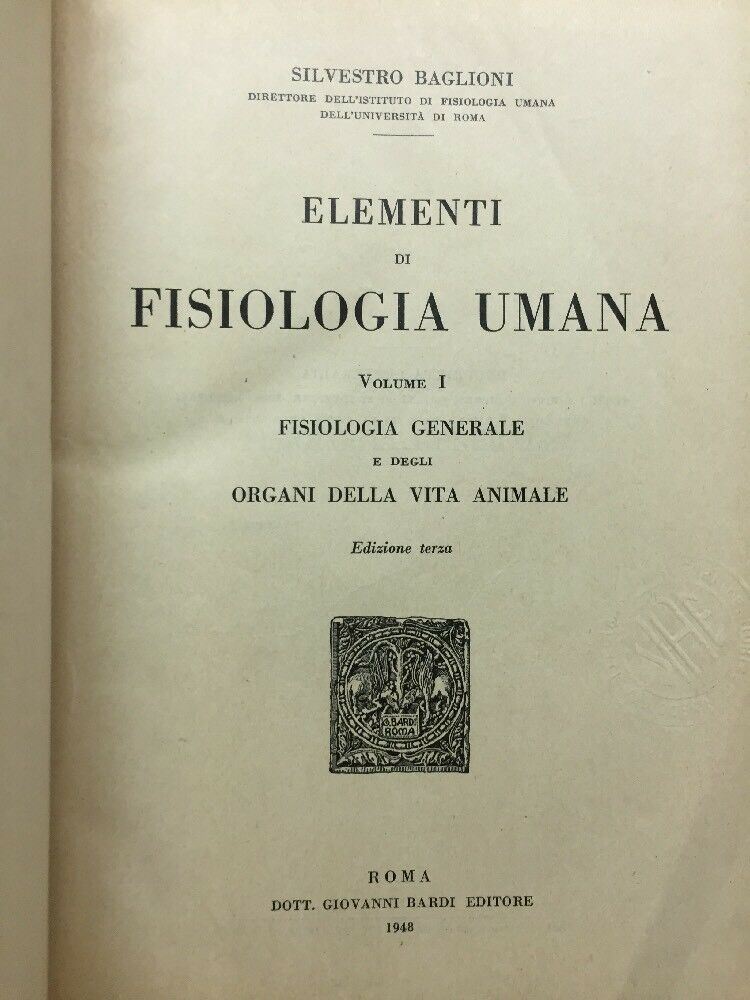 SILVESTRO BAGLIONI
DIRETTORE DELL'ISTITUTO DI FISIOLOGIA UMANA
DELL'UNIVERSITÀ DI ROMA
ELEMENTI
DI
FISIOLOGIA UMANA
VOLUME I
FISIOLOGIA GENERALE
E DEGLI
ORGANI DELLA VITA ANIMALE
Edizione terza
G. BARDI
ROMA
ROMA
DOTT. GIOVANNI BARDI EDITORE
1948